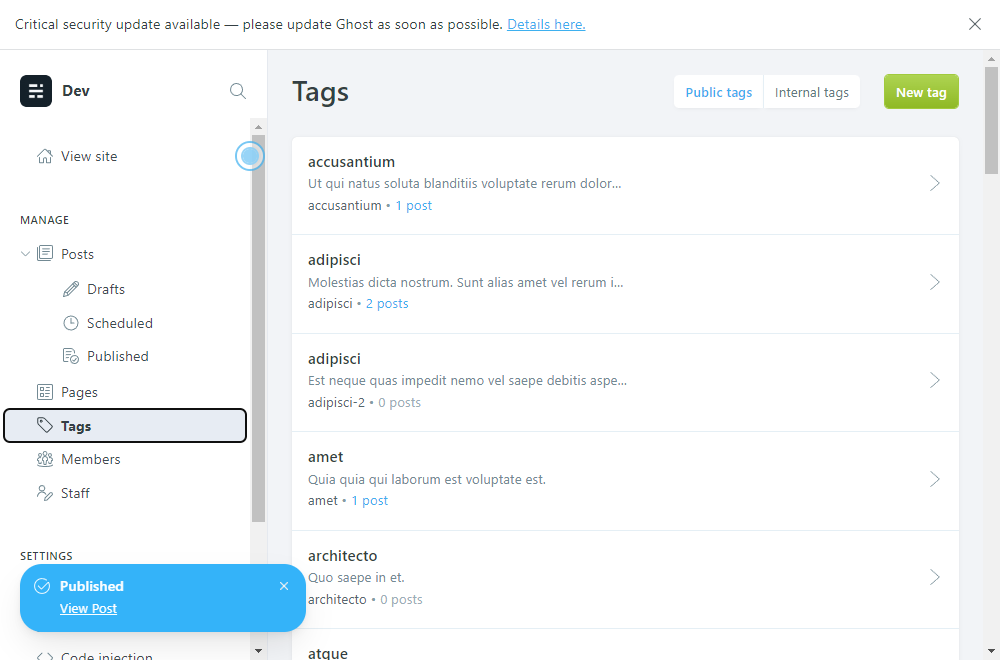 Critical security update available — please update Ghost as soon as possible. Details here.
Dev
View site
MANAGE
Posts
Drafts
Scheduled
Published
Pages
Tags
Members
Staff
SETTINGS
Published
View Post
Code injection
Tags
Public tags
Internal tags
New tag
accusantium
Ut qui natus soluta blanditiis voluptate rerum dolor...
accusantium • 1 post
adipisci
Molestias dicta nostrum. Sunt alias amet vel rerum i...
adipisci • 2 posts
adipisci
Est neque quas impedit nemo vel saepe debitis aspe...
adipisci-2 • 0 posts
amet
Quia quia qui laborum est voluptate est.
amet • 1 post
architecto
Quo saepe in et.
architecto • 0 posts
atque